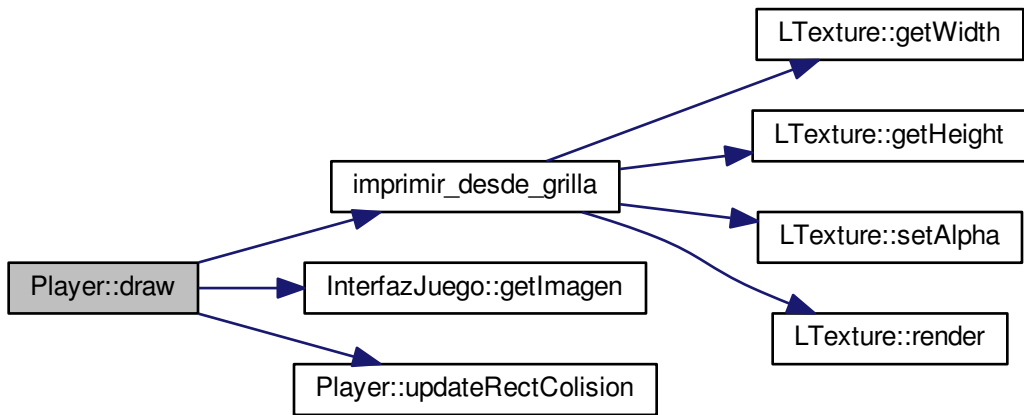 LTexture::getWidth
LTexture::getHeight
imprimir_desde_grilla
LTexture::setAlpha
Player::draw
InterfazJuego::getImagen
LTexture::render
Player::updateRectColision